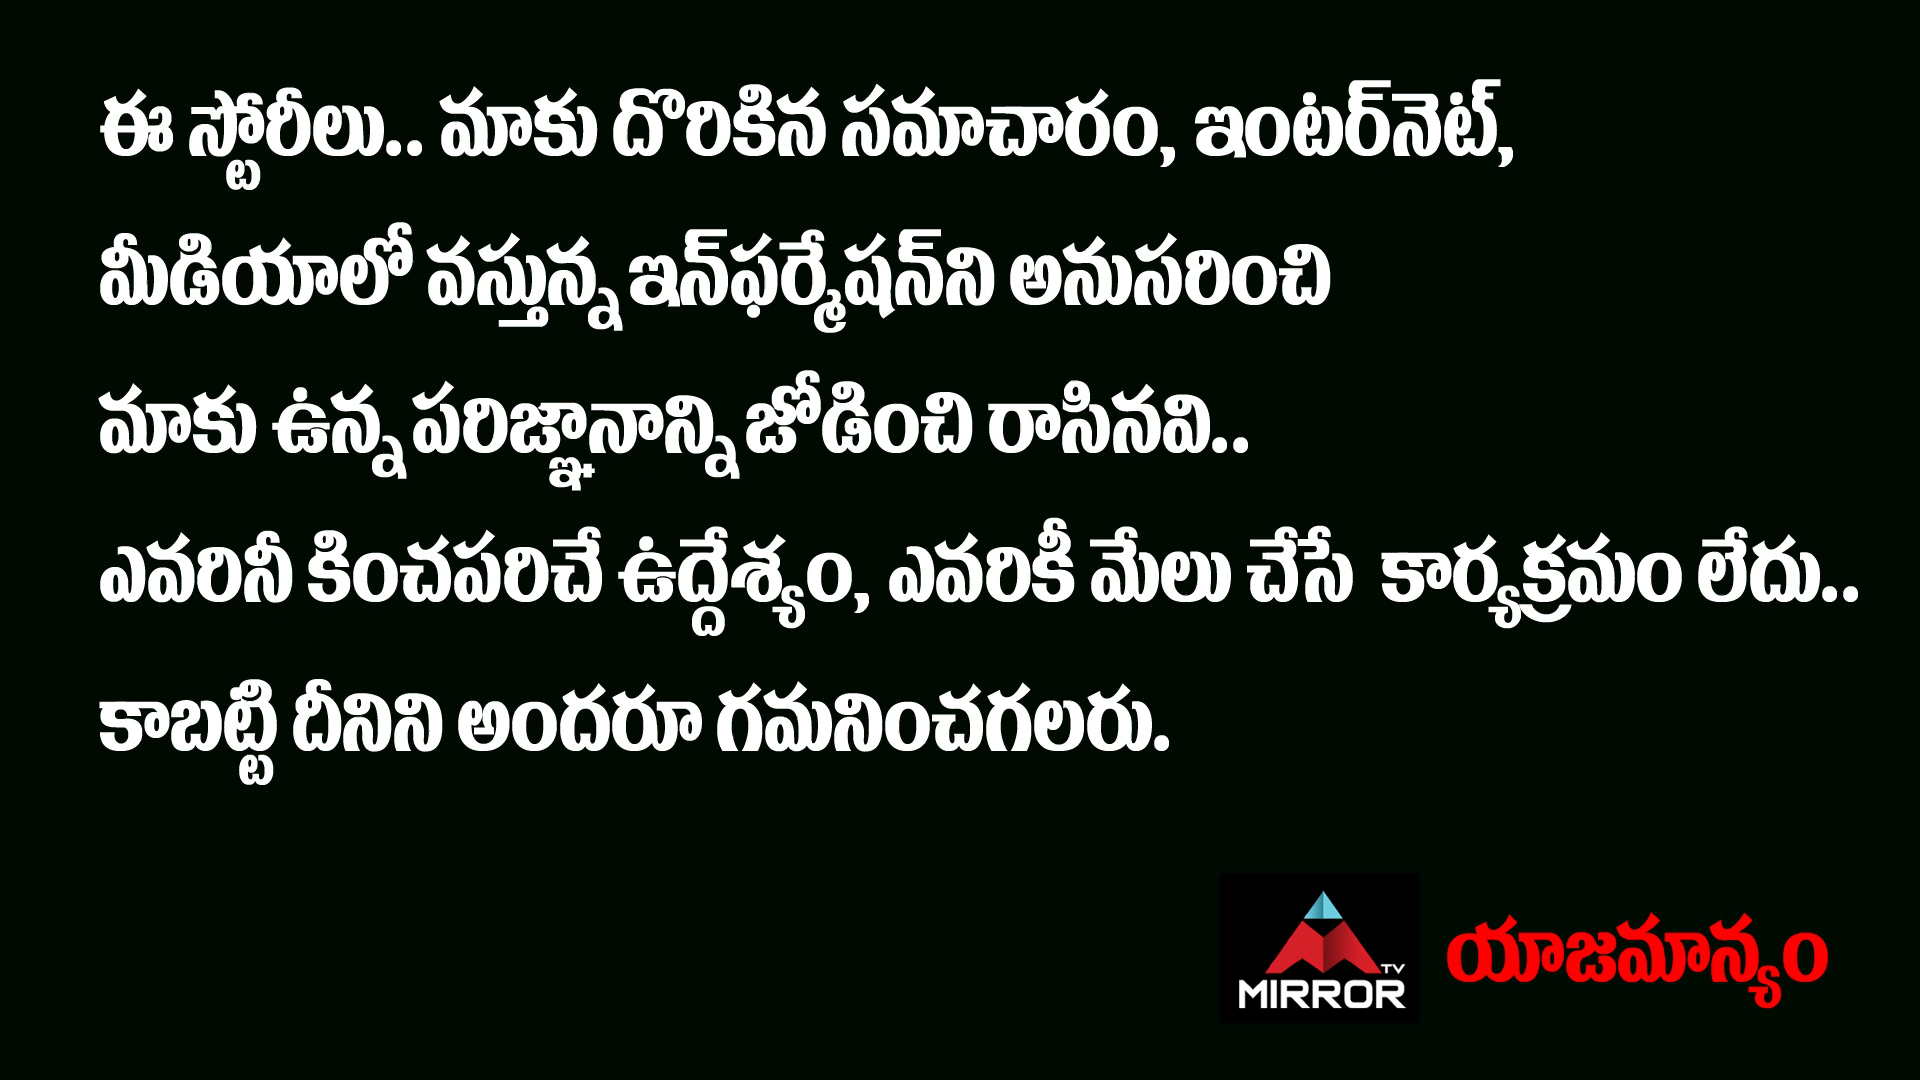 ఈ స్టోరీలు.. మాకు దొరికిన సమాచారం, ఇంటర్‌నెట్,
మీడియాలో వస్తున్న ఇన్‌ఫర్మేషన్‌ని అనుసరించి
మాకు ఉన్న పరిజ్ఞానాన్ని జోడించి రాసినవి..
ఎవరినీ కించపరిచే ఉద్దేశ్యం, ఎవరికీ మేలు చేసే కార్యక్రమం లేదు..
కాబట్టి దీనిని అందరూ గమనించగలరు.
TV
MIRROR
యాజమాన్యం